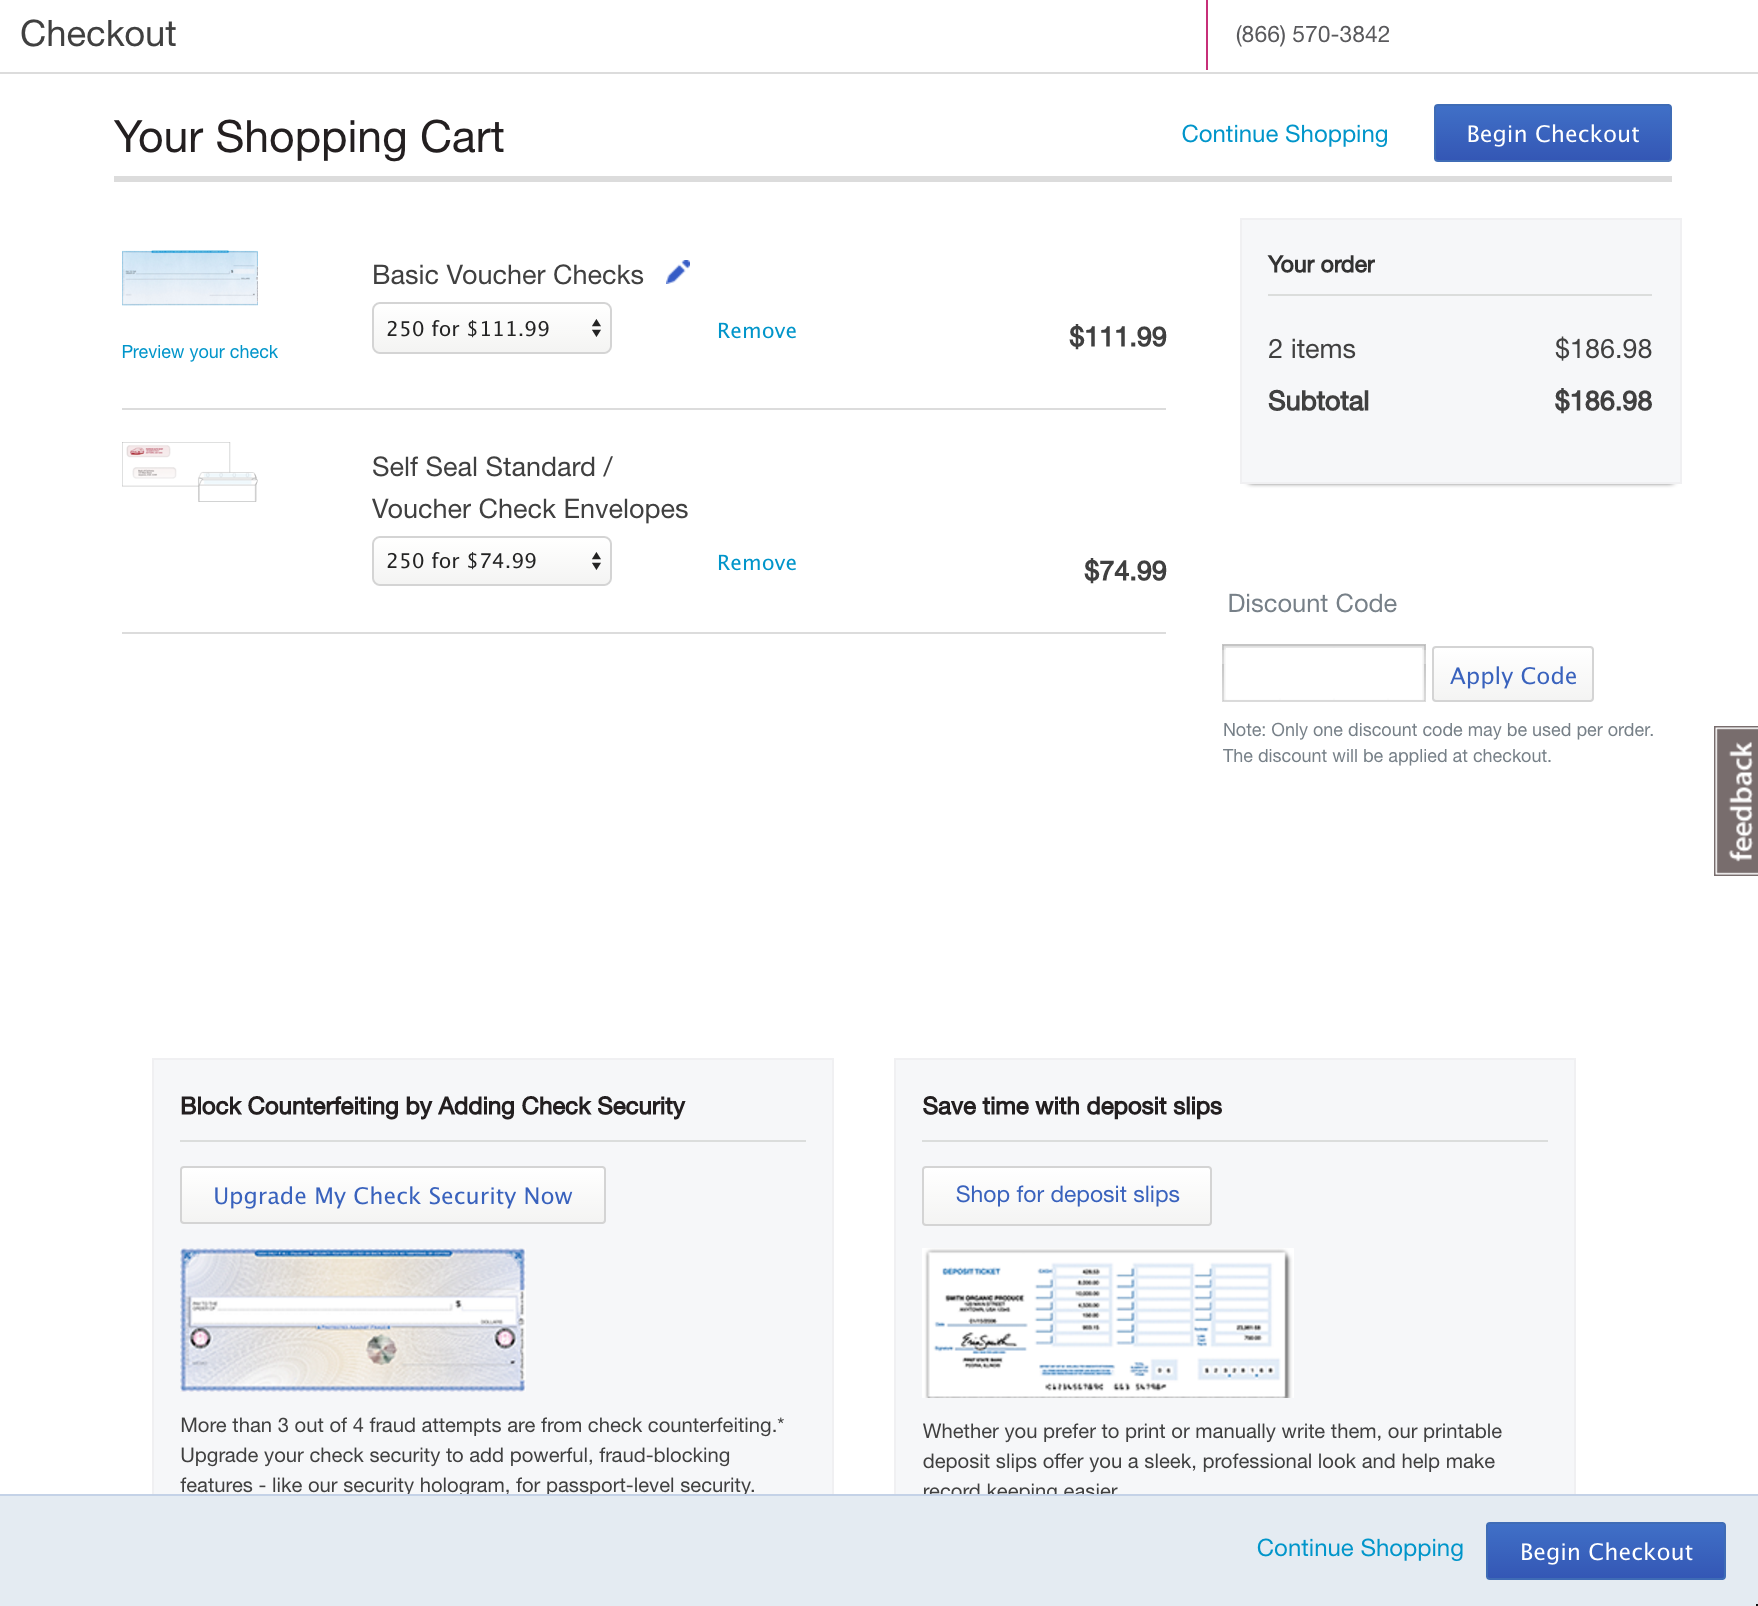 Checkout
(866) 570-3842
Your Shopping Cart
Continue Shopping
Begin Checkout
Basic Voucher Checks
250 for $111.99
Remove
$111.99
Preview your check
Self Seal Standard /
Voucher Check Envelopes
250 for $74.99
Remove
$74.99
Your order
2 items $186.98
Subtotal $186.98
Discount Code
Apply Code
Note: Only one discount code may be used per order.
The discount will be applied at checkout.
feedback
Block Counterfeiting by Adding Check Security
Upgrade My Check Security Now
$
DOLLARS
More than 3 out of 4 fraud attempts are from check counterfeiting.*
Upgrade your check security to add powerful, fraud-blocking
features - like our security hologram, for passport-level security.
Save time with deposit slips
Shop for deposit slips
DEPOSIT TICKET
SMITH ORGANIC PRODUCE
Whether you prefer to print or manually write them, our printable
deposit slips offer you a sleek, professional look and help make
record keeping easier
Continue Shopping
Begin Checkout